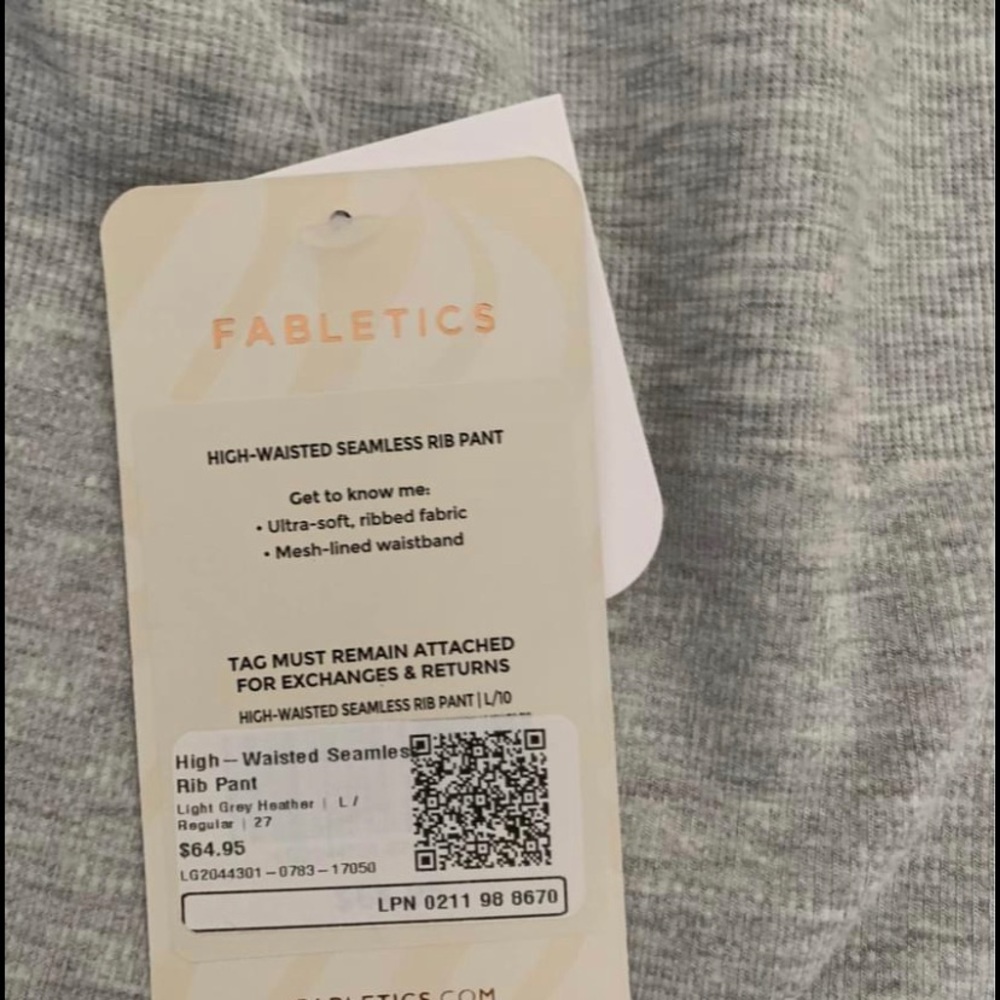 FABLETICS
HIGH-WAISTED SEAMLESS RIB PANT
Get to know me:
• Ultra-soft, ribbed fabric
• Mesh-lined waistband
TAG MUST REMAIN ATTACHED
FOR EXCHANGES & RETURNS
HIGH-WAISTED SEAMLESS RIB PANT | L/10
High-Waisted Seamles
Rib Pant
Light Grey Heather | L /
Regular | 27
$64.95
LG2044301-0783-17050
LPN 0211 98 8670
FABLETICS.COM